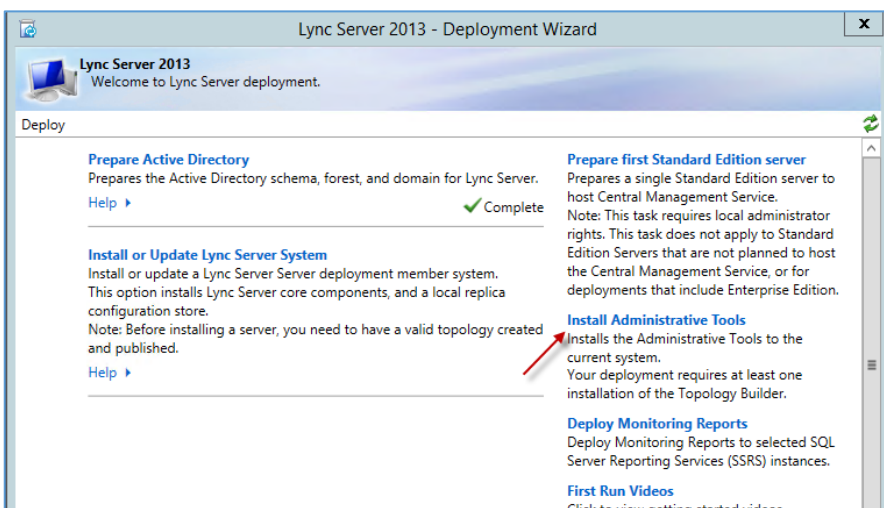 Lync Server 2013 - Deployment Wizard
x
Lync Server 2013
Welcome to Lync Server deployment.
Deploy
Prepare Active Directory
Prepares the Active Directory schema, forest, and domain for Lync Server.
Help
Complete
Install or Update Lync Server System
Install or update a Lync Server Server deployment member system.
This option installs Lync Server core components, and a local replica
configuration store.
Note: Before installing a server, you need to have a valid topology created
and published.
Help
Prepare first Standard Edition server
Prepares a single Standard Edition server to
host Central Management Service.
Note: This task requires local administrator
rights. This task does not apply to Standard
Edition Servers that are not planned to host
the Central Management Service, or for
deployments that include Enterprise Edition.
Install Administrative Tools
Installs the Administrative Tools to the
current system.
Your deployment requires at least one
installation of the Topology Builder.
Deploy Monitoring Reports
Deploy Monitoring Reports to selected SQL
Server Reporting Services (SSRS) instances.
First Run Videos
Click to view getting started videos